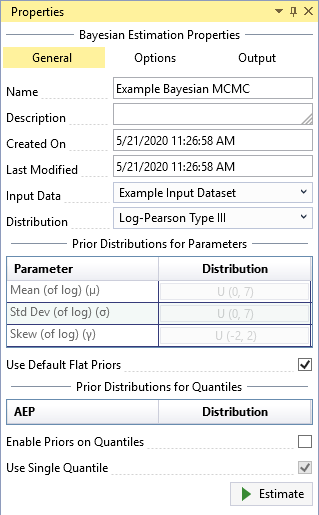 Properties
Bayesian Estimation Properties
General Options Output
Name Example Bayesian MCMC
Description
Created On 5/21/2020 11:26:58 AM
Last Modified 5/21/2020 11:26:58 AM
Input Data Example Input Dataset
Distribution Log-Pearson Type III
Prior Distributions for Parameters
Parameter Distribution
Mean (of log) (µ) U (0, 7)
Std Dev (of log) (σ) U (0, 7)
Skew (of log) (γ) U (-2, 2)
Use Default Flat Priors
Prior Distributions for Quantiles
AEP Distribution
Enable Priors on Quantiles
Use Single Quantile
Estimate